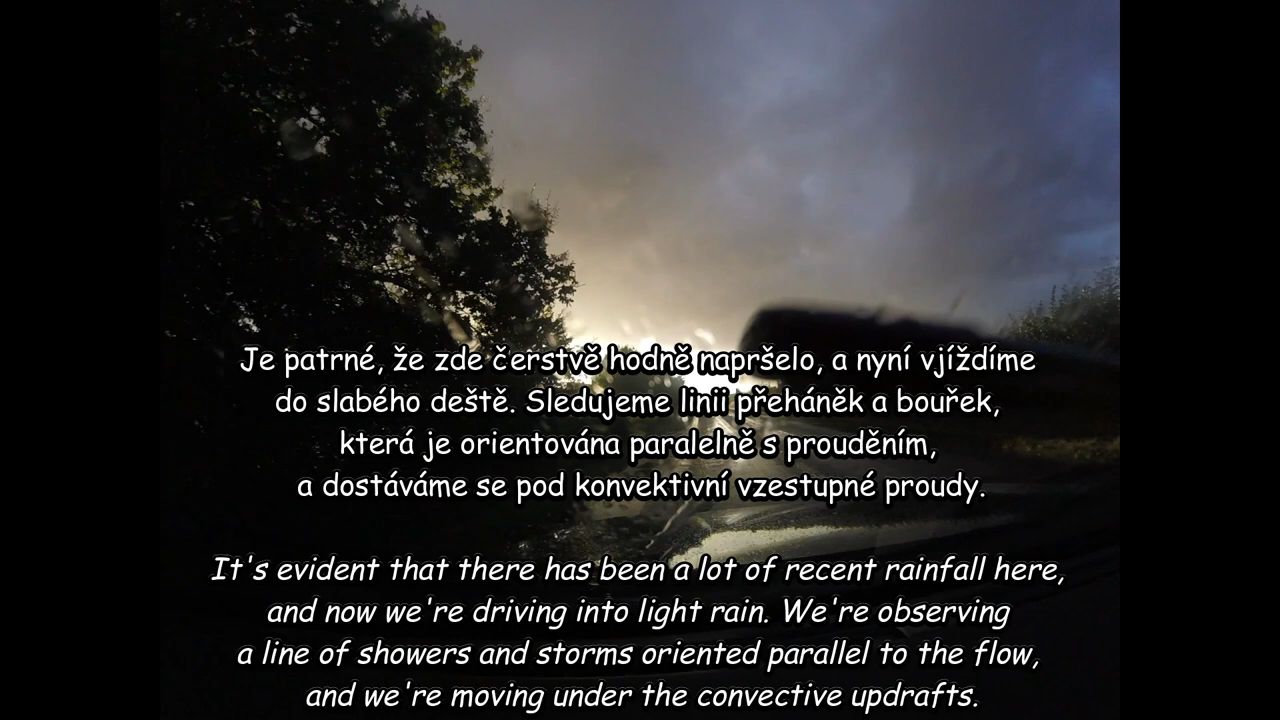 Je patrné, že zde čerstvě hodně napršelo, a nyní vjíždíme
do slabého deště. Sledujeme linii přeháněk a bouřek,
která je orientována paralelně s prouděním,
a dostáváme se pod konvektivní vzestupné proudy.
It's evident that there has been a lot of recent rainfall here,
and now we're driving into light rain. We're observing
a line of showers and storms oriented parallel to the flow,
and we're moving under the convective updrafts.